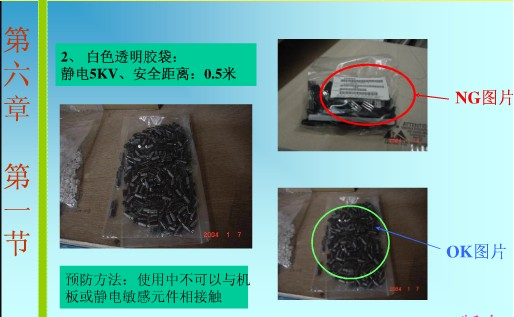 第六章 第一节
2、 白色透明胶袋：
静电5KV、安全距离：0.5米
NG图片
2004 1 7
OK图片
2004 1 7
预防方法：使用中不可以与机
板或静电敏感元件相接触